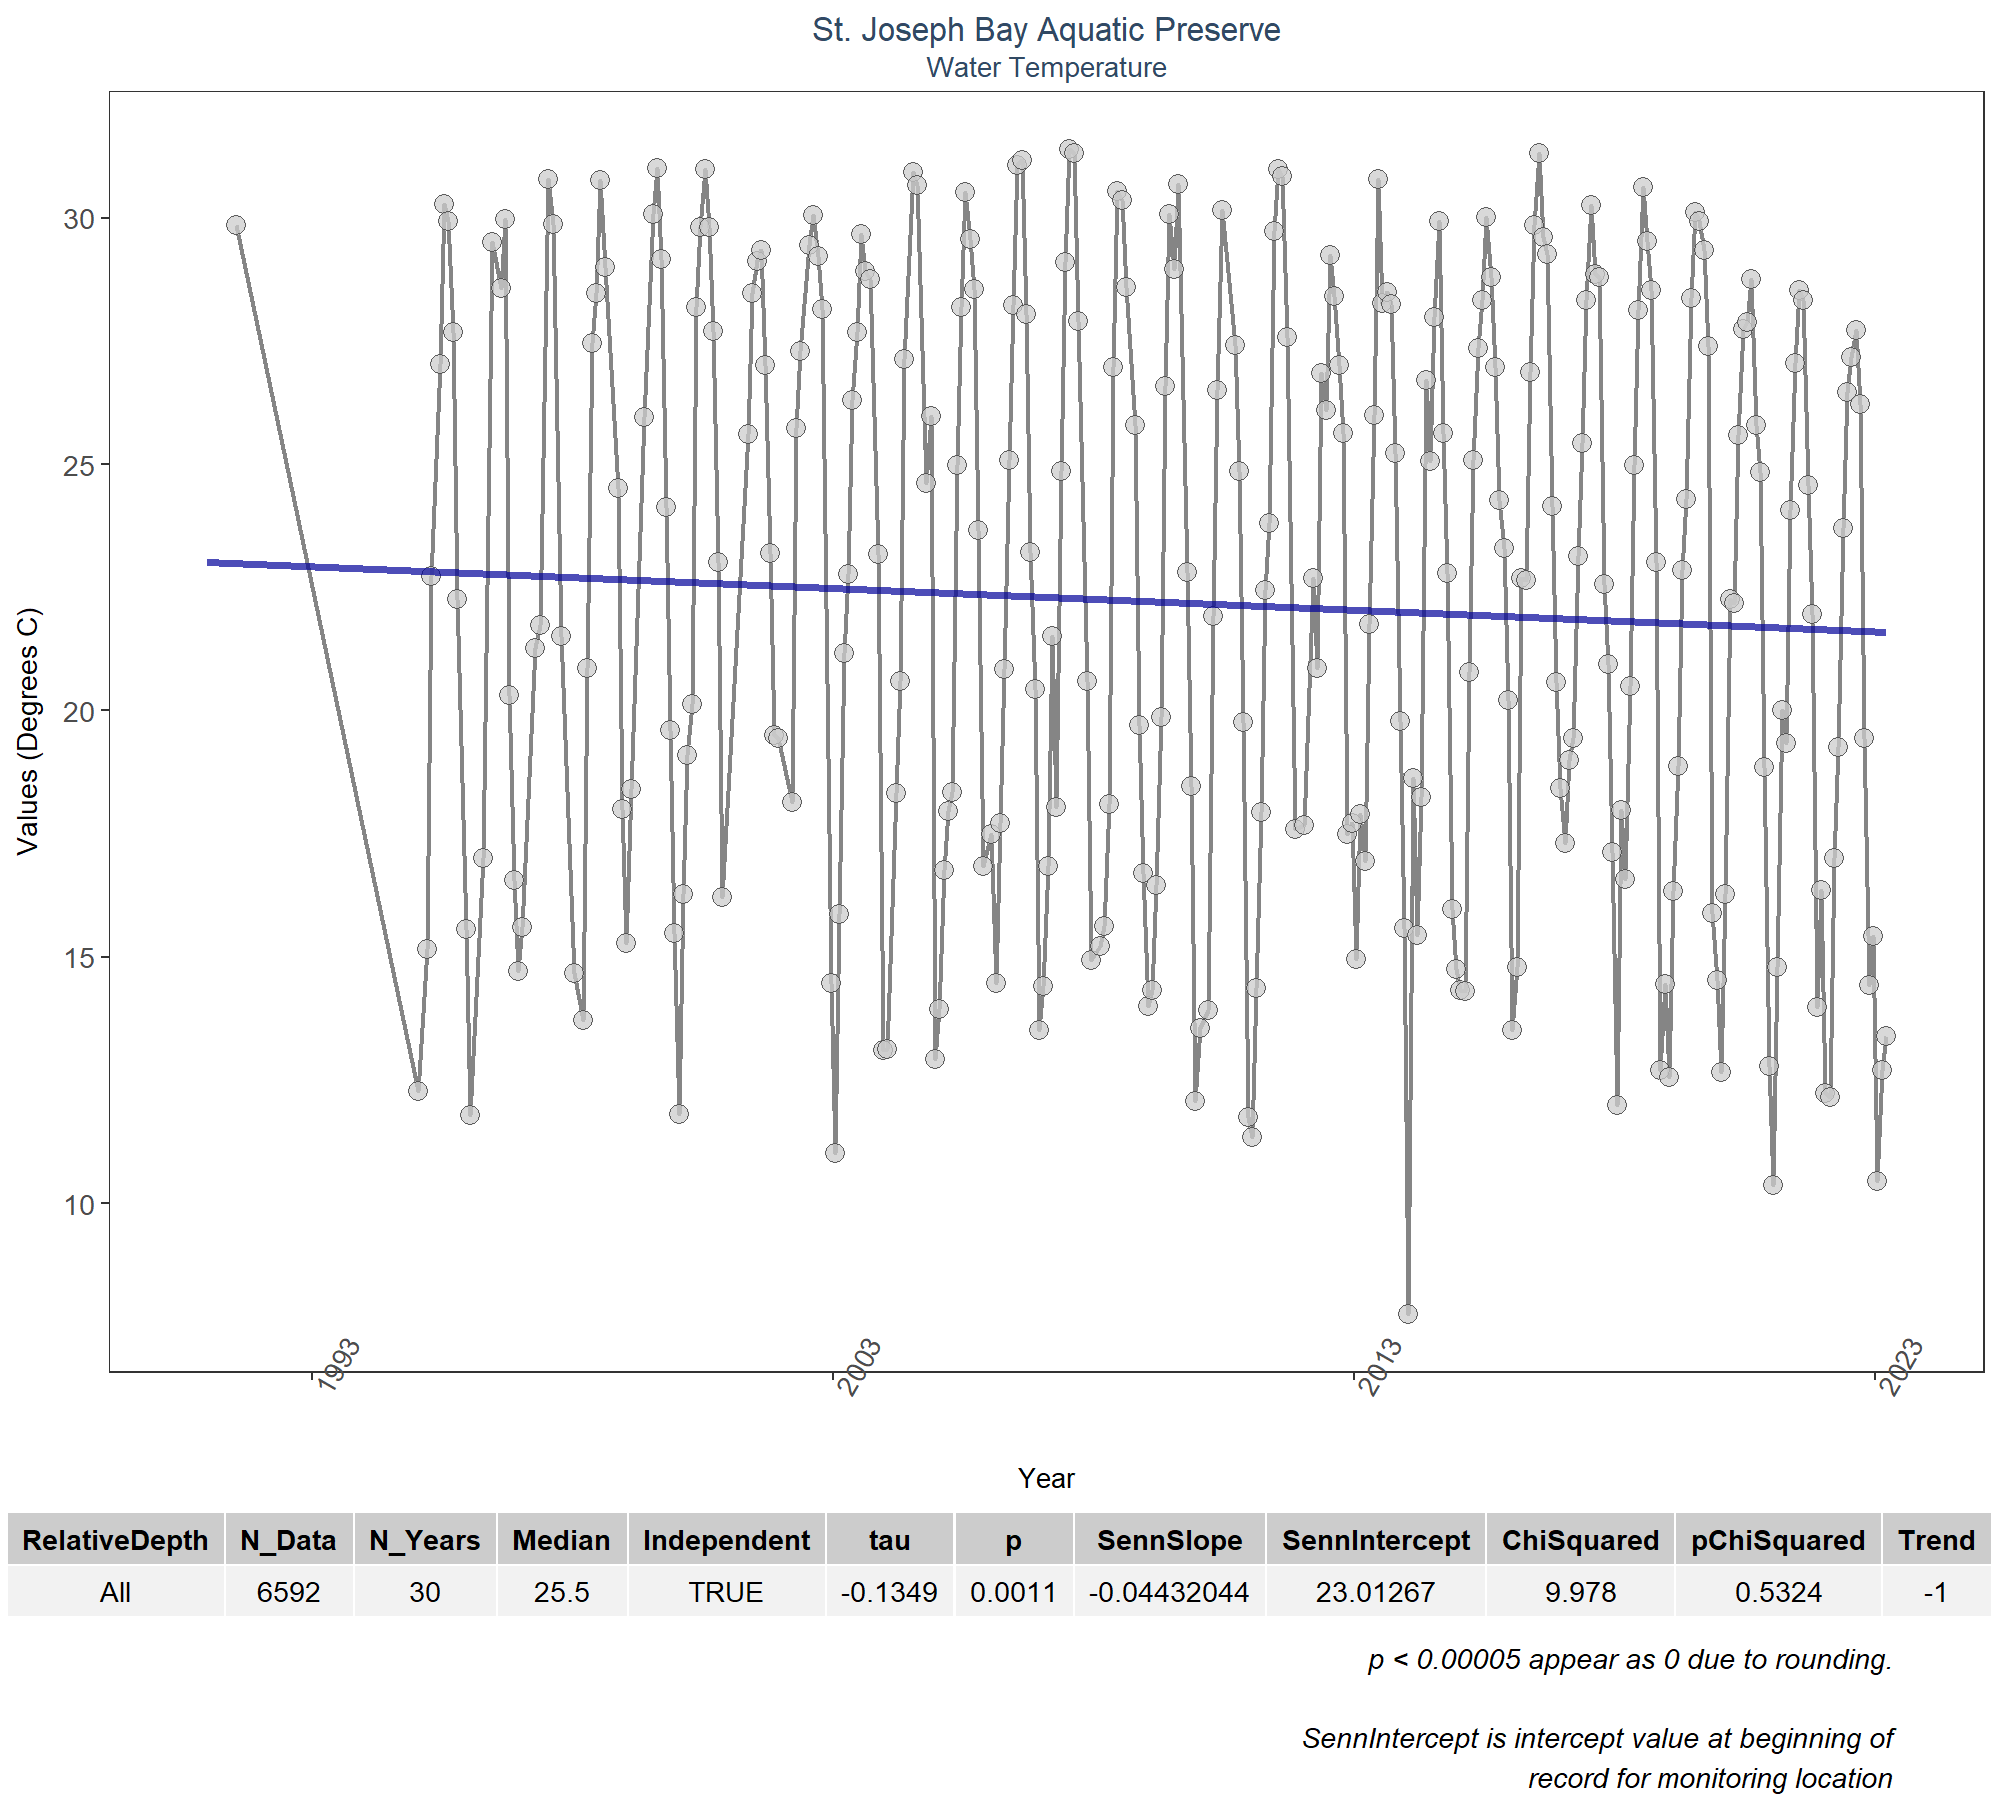 St. Joseph Bay Aquatic Preserve
Water Temperature
30
25
20
15
10
Values (Degrees C)
1993
2003
2013
2023
Year
RelativeDepth N_Data N_Years Median Independent tau p SennSlope SennIntercept ChiSquared pChiSquared Trend
All 6592 30 25.5 TRUE -0.1349 0.0011 -0.04432044 23.01267 9.978 0.5324 -1
p < 0.00005 appear as 0 due to rounding.
SennIntercept is intercept value at beginning of
record for monitoring location